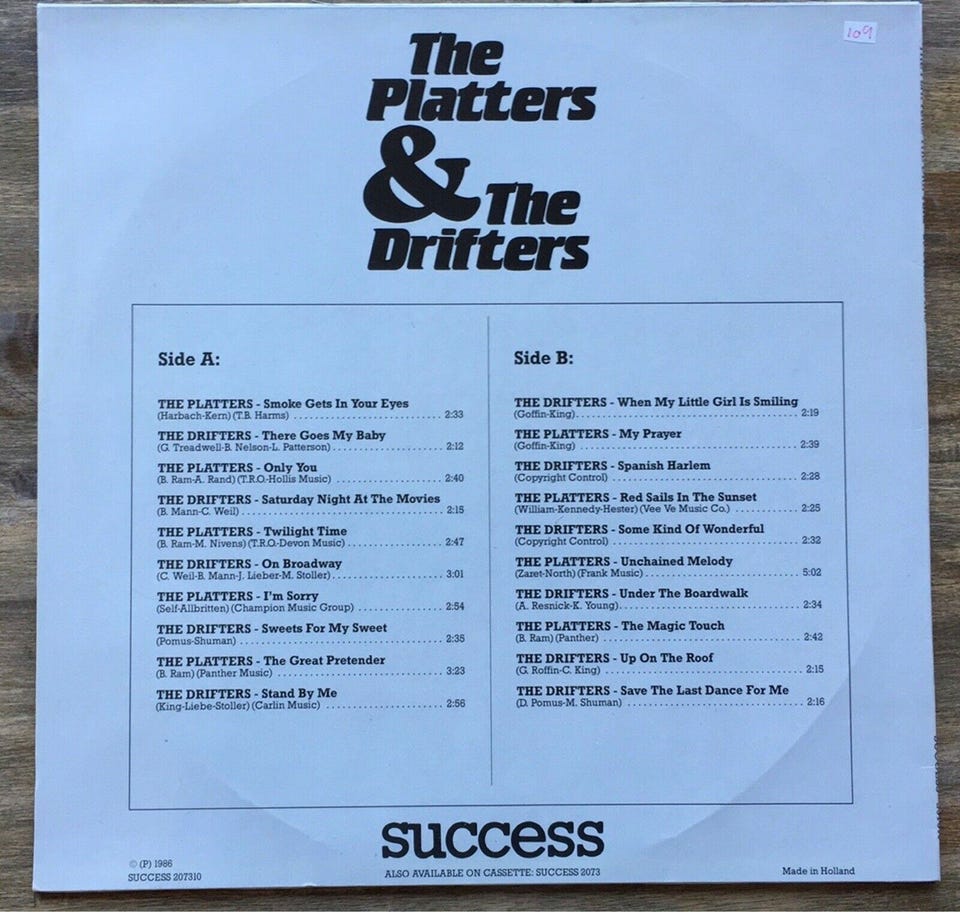 109
The
Platters
& The
Drifters
Side A:
THE PLATTERS - Smoke Gets In Your Eyes
(Harbach-Kern) (T.B. Harms) 2:33
THE DRIFTERS - There Goes My Baby
(G. Treadwell-B. Nelson-L. Patterson) 2:12
THE PLATTERS - Only You
(B. Ram-A. Rand) (T.R.O.-Hollis Music) 2:40
THE DRIFTERS - Saturday Night At The Movies
(B. Mann-C. Weil) 2:15
THE PLATTERS - Twilight Time
(B. Ram-M. Nivens) (T.R.O.-Devon Music) 2:47
THE DRIFTERS - On Broadway
(C. Weil-B. Mann-J. Lieber-M. Stoller) 3:01
THE PLATTERS - I'm Sorry
(Self-Allbritten) (Champion Music Group) 2:54
THE DRIFTERS - Sweets For My Sweet
(Pomus-Shuman) 2:35
THE PLATTERS - The Great Pretender
(B. Ram) (Panther Music) 3:23
THE DRIFTERS - Stand By Me
(King-Liebe-Stoller) (Carlin Music) 2:56
Side B:
THE DRIFTERS - When My Little Girl Is Smiling
(Goffin-King) 2:19
THE PLATTERS - My Prayer
(Goffin-King) 2:39
THE DRIFTERS - Spanish Harlem
(Copyright Control) 2:28
THE PLATTERS - Red Sails In The Sunset
(William-Kennedy-Hester) (Vee Ve Music Co.) 2:25
THE DRIFTERS - Some Kind Of Wonderful
(Copyright Control) 2:32
THE PLATTERS - Unchained Melody
(Zaret-North) (Frank Music) 5:02
THE DRIFTERS - Under The Boardwalk
(A. Resnick-K. Young) 2:34
THE PLATTERS - The Magic Touch
(B. Ram) (Panther) 2:42
THE DRIFTERS - Up On The Roof
(G. Roffin-C. King) 2:15
THE DRIFTERS - Save The Last Dance For Me
(D. Pomus-M. Shuman) 2:16
success
© (P) 1986
SUCCESS 207310
ALSO AVAILABLE ON CASSETTE: SUCCESS 2073
Made in Holland